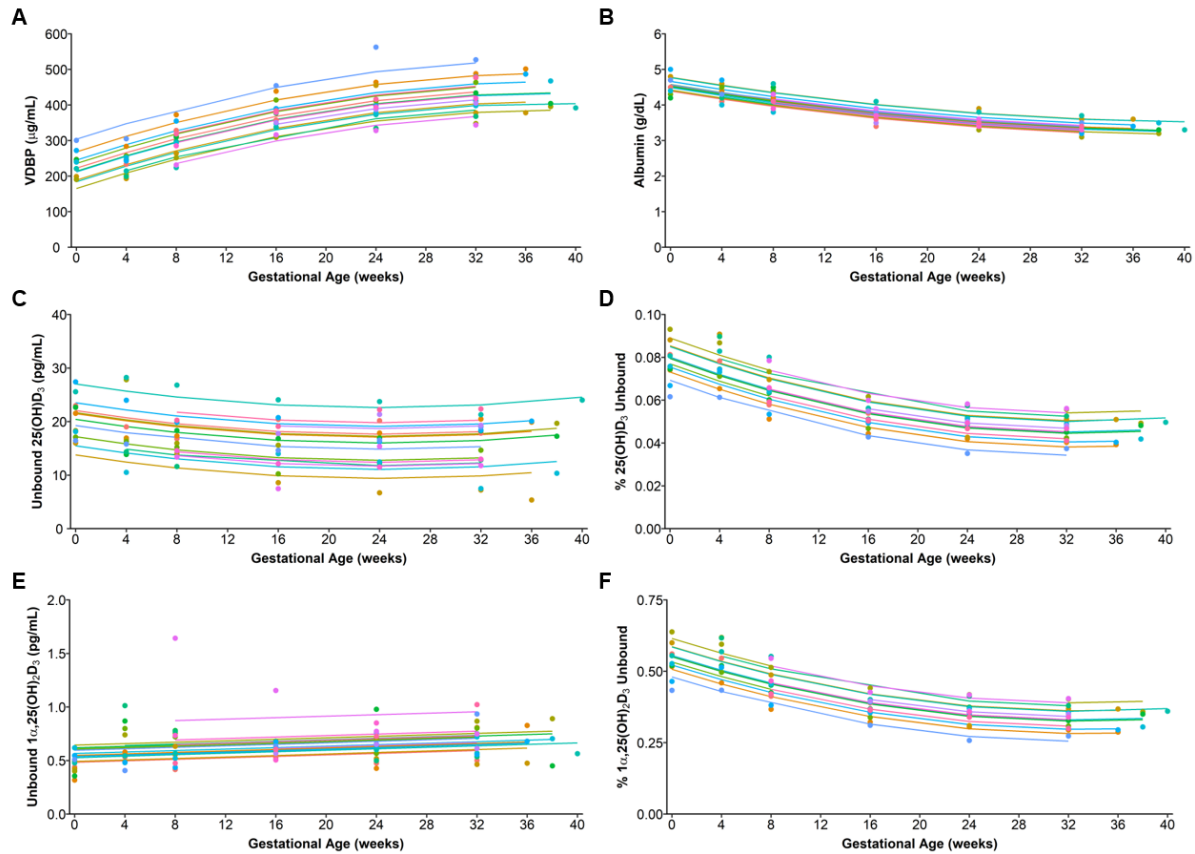 A
B
600
500
400
300
200
100
0
VDBP (µg/mL)
0 4 8 12 16 20 24 28 32 36 40
Gestational Age (weeks)
6
5
4
3
2
1
0
Albumin (g/dL)
0 4 8 12 16 20 24 28 32 36 40
Gestational Age (weeks)
C
D
40
30
20
10
0
Unbound 25(OH)D₃ (pg/mL)
0 4 8 12 16 20 24 28 32 36 40
Gestational Age (weeks)
0.10
0.08
0.06
0.04
0.02
0.00
% 25(OH)D₃ Unbound
0 4 8 12 16 20 24 28 32 36 40
Gestational Age (weeks)
E
F
2.0
1.5
1.0
0.5
0.0
Unbound 1α,25(OH)₂D₃ (pg/mL)
0 4 8 12 16 20 24 28 32 36 40
Gestational Age (weeks)
0.75
0.50
0.25
0.00
% 1α,25(OH)₂D₃ Unbound
0 4 8 12 16 20 24 28 32 36 40
Gestational Age (weeks)